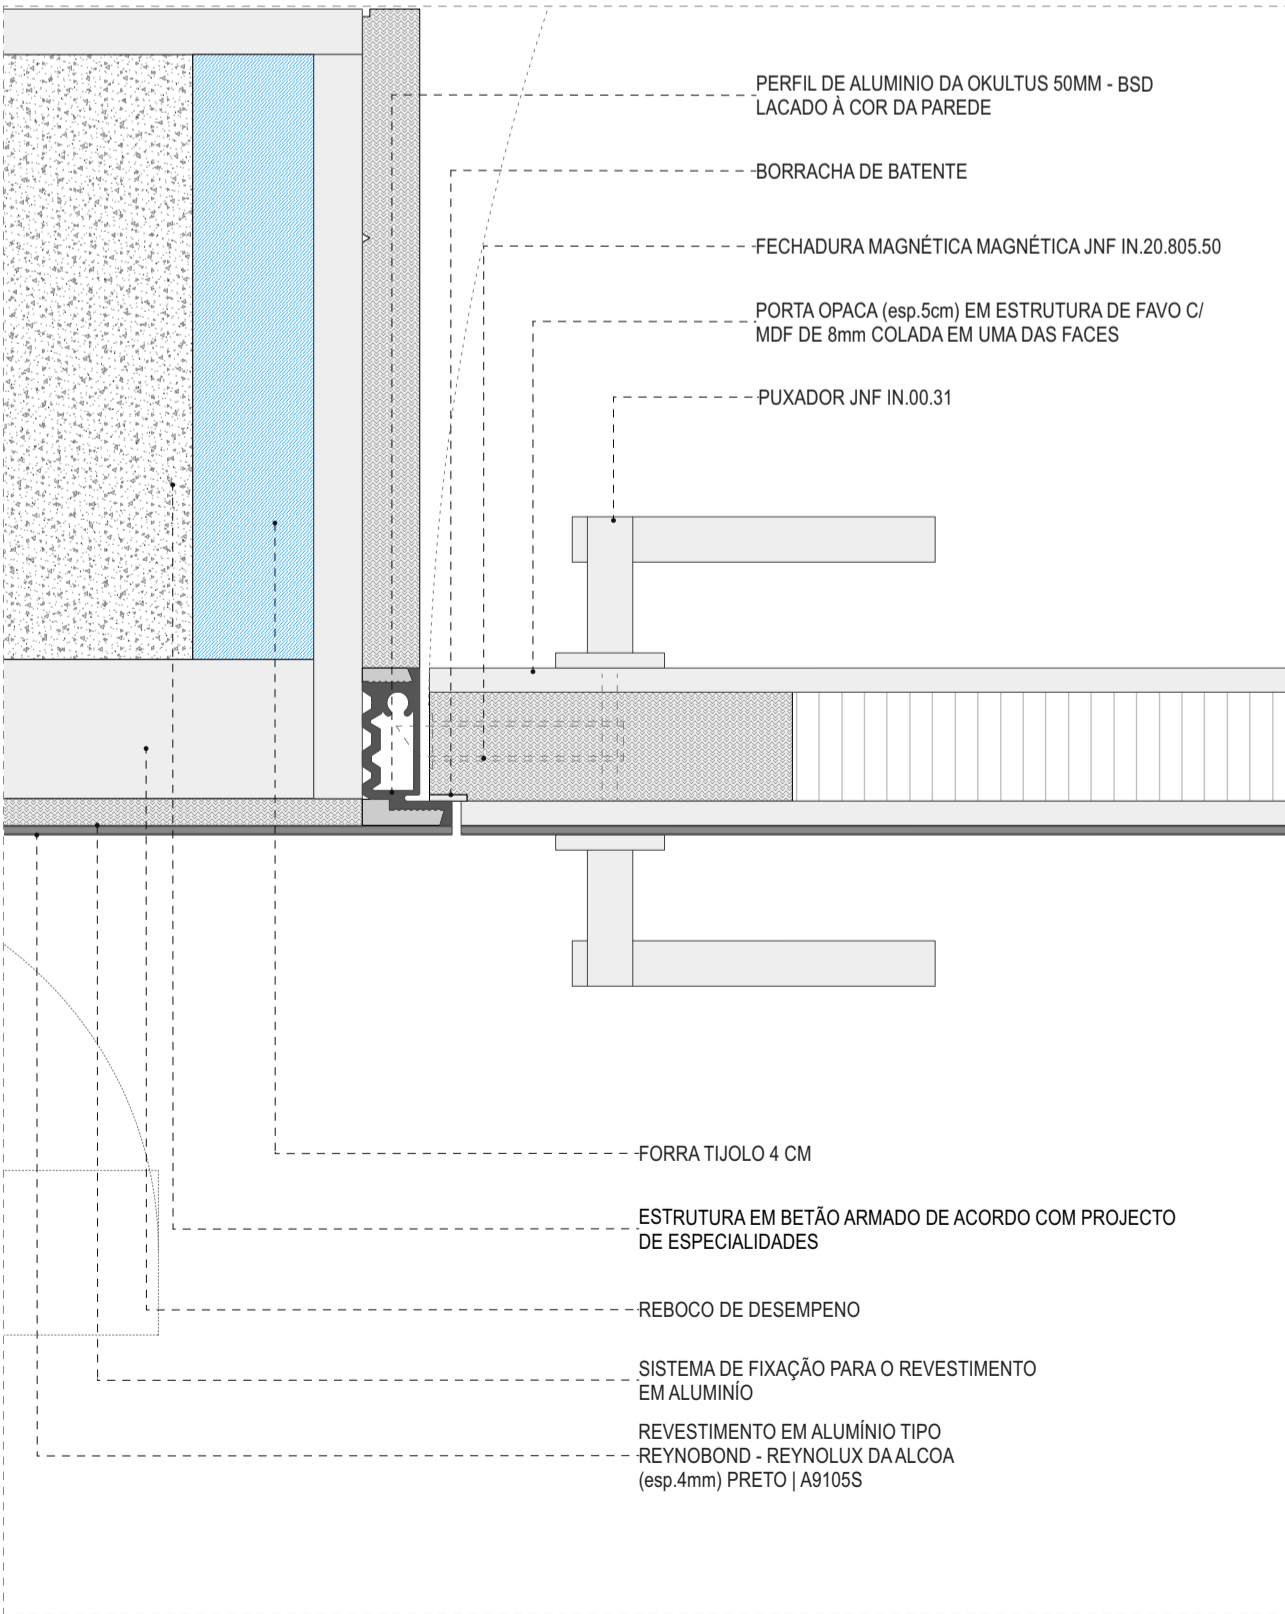 PERFIL DE ALUMINIO DA OKULTUS 50MM - BSD
LACADO À COR DA PAREDE
BORRACHA DE BATENTE
FECHADURA MAGNÉTICA MAGNÉTICA JNF IN.20.805.50
PORTA OPACA (esp.5cm) EM ESTRUTURA DE FAVO C/
MDF DE 8mm COLADA EM UMA DAS FACES
PUXADOR JNF IN.00.31
FORRA TIJOLO 4 CM
ESTRUTURA EM BETÃO ARMADO DE ACORDO COM PROJECTO
DE ESPECIALIDADES
REBOCO DE DESEMPENO
SISTEMA DE FIXAÇÃO PARA O REVESTIMENTO
EM ALUMINÍO
REVESTIMENTO EM ALUMÍNIO TIPO
REYNOBOND - REYNOLUX DA ALCOA
(esp.4mm) PRETO | A9105S